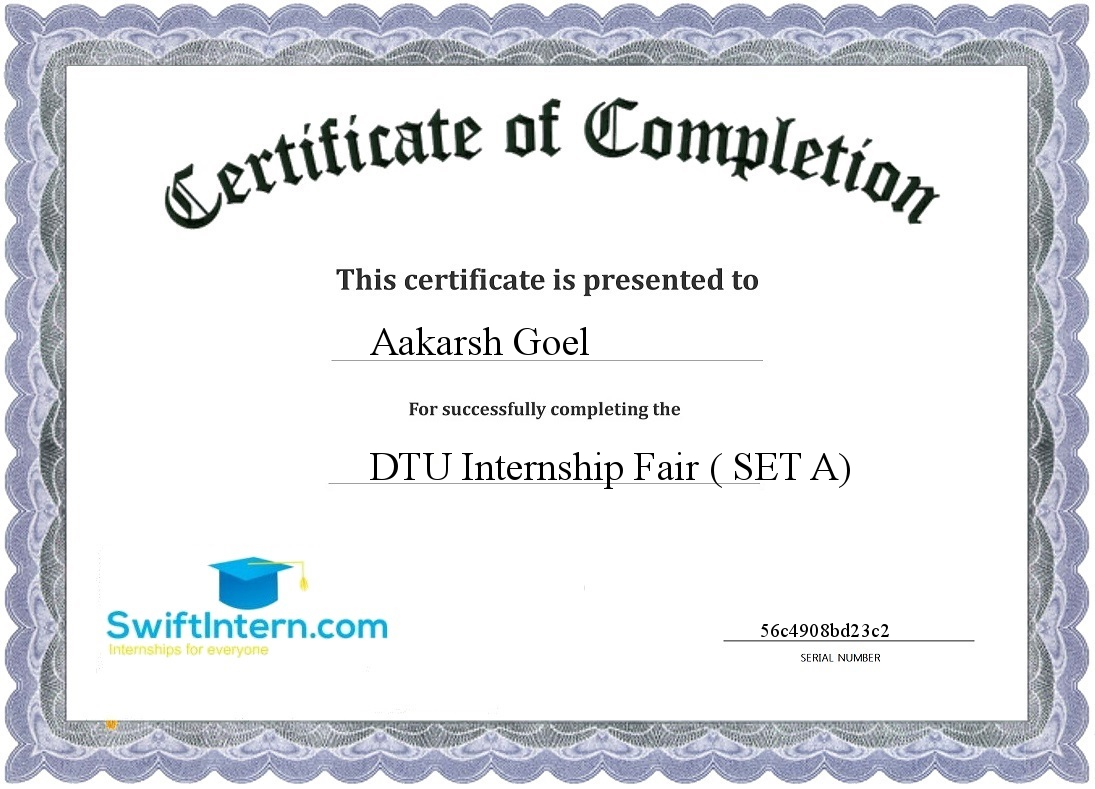 Certificate of Completion
This certificate is presented to
Aakarsh Goel
For successfully completing the
DTU Internship Fair ( SET A)
SwiftIntern.com
Internships for everyone
56c4908bd23c2
SERIAL NUMBER